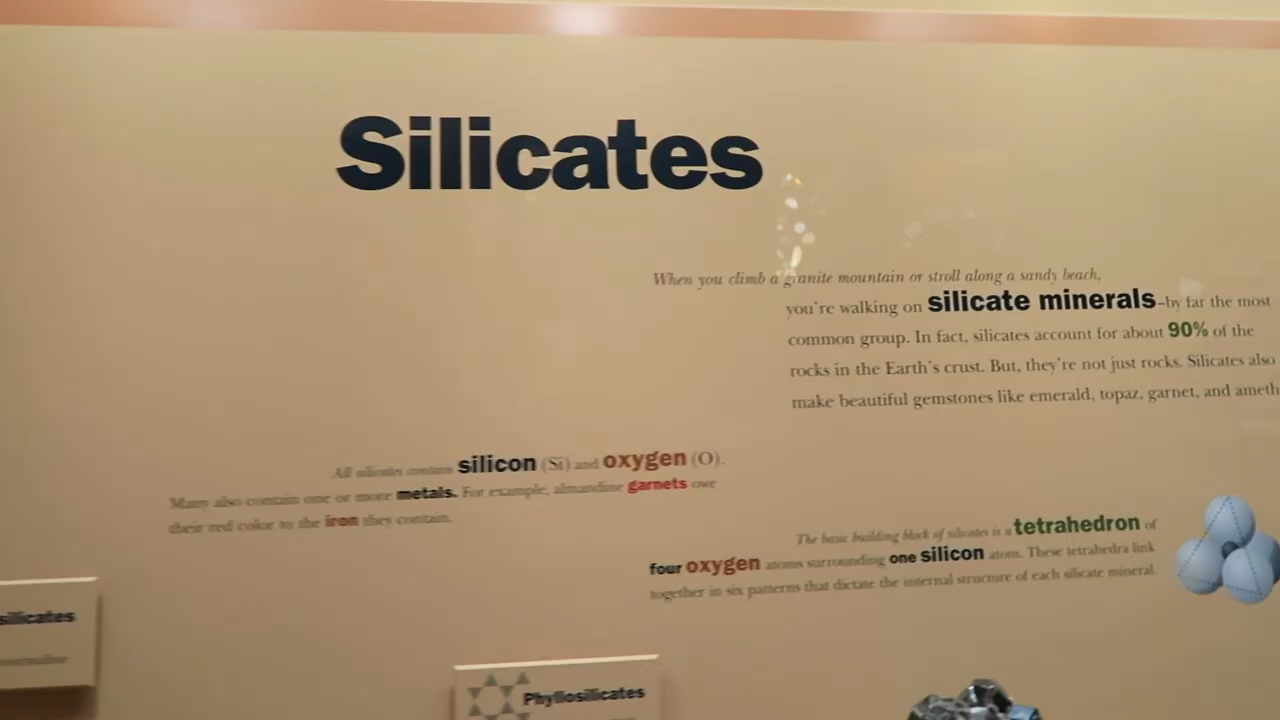 Silicates
When you climb a granite mountain or stroll along a sandy beach,
you're walking on silicate minerals–by far the most
common group. In fact, silicates account for about 90% of the
rocks in the Earth's crust. But, they're not just rocks. Silicates also
make beautiful gemstones like emerald, topaz, garnet, and ameth
All silicates contain silicon (Si) and oxygen (O).
Many also contain one or more metals. For example, almandine garnets owe
their red color to the iron they contain.
The basic building block of silicates is a tetrahedron of
four oxygen atoms surrounding one silicon atom. These tetrahedra link
together in six patterns that dictate the internal structure of each silicate mineral.
silicates
Phyllosilicates